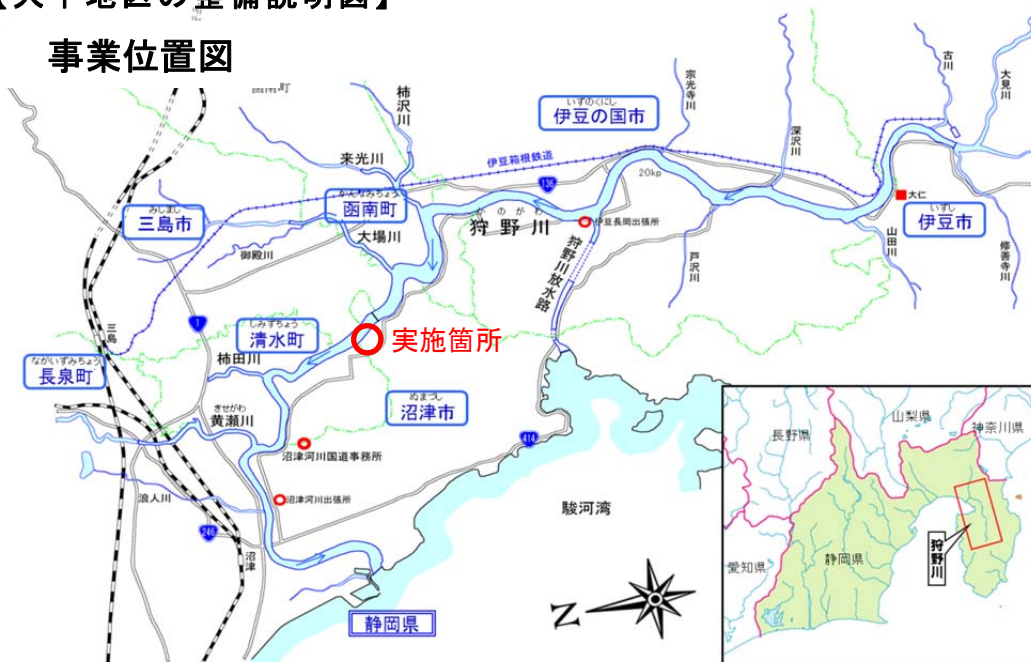 【大平地区の整備説明図】
事業位置図
函南町
柿沢川
宗光寺川
古川
大見川
いずのくにし
伊豆の国市
深沢川
来光川
伊豆箱根鉄道
136
20kp
大仁
かんなみちょう
函南町
みしまし
三島市
かのがわ
狩野川
伊豆長岡出張所
いずし
伊豆市
大場川
御殿川
狩野川放水路
戸沢川
山田川
修善寺川
1
三島
しみずちょう
清水町
実施箇所
ながいずみちょう
長泉町
柿田川
きせがわ
黄瀬川
ぬまづし
沼津市
414
沼津河川国道事務所
浪人川
沼津河川出張所
246
沼津
駿河湾
静岡県
Z
長野県
山梨県
神奈川県
愛知県
静岡県
狩野川